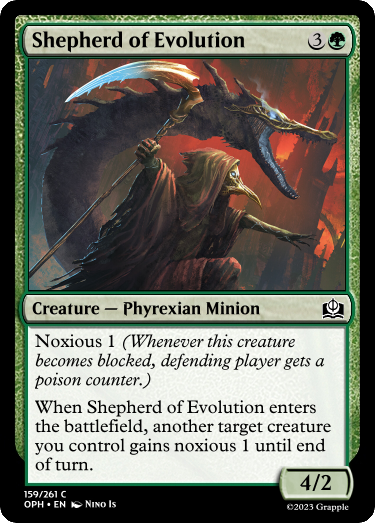 Shepherd of Evolution 3
Creature — Phyrexian Minion
Noxious 1 (Whenever this creature
becomes blocked, defending player gets a
poison counter.)
When Shepherd of Evolution enters
the battlefield, another target creature
you control gains noxious 1 until end
of turn.
4/2
159/261 C
OPH • EN Nino Is
©2023 Grapple